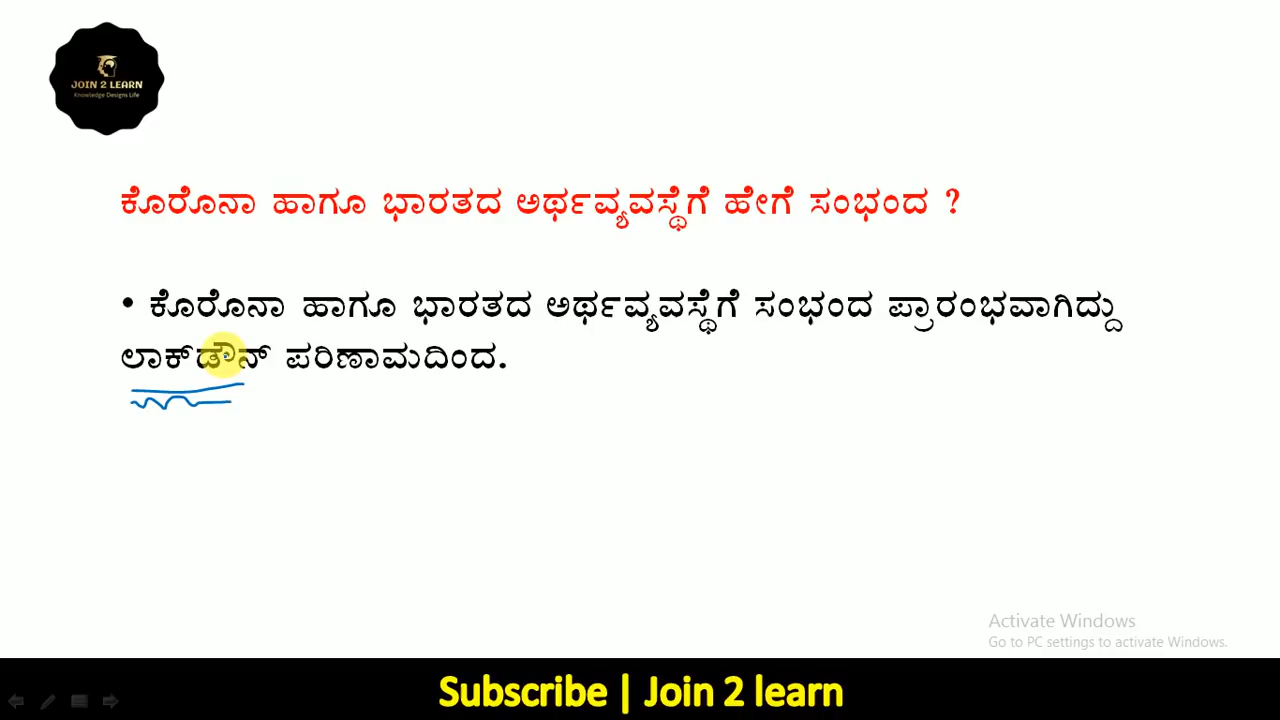 JOIN 2 LEARN
Knowledge Designs Life
ಕೊರೊನಾ ಹಾಗೂ ಭಾರತದ ಅರ್ಥವ್ಯವಸ್ಥೆಗೆ ಹೇಗೆ ಸಂಭಂದ ?
• ಕೊರೊನಾ ಹಾಗೂ ಭಾರತದ ಅರ್ಥವ್ಯವಸ್ಥೆಗೆ ಸಂಭಂದ ಪ್ರಾರಂಭವಾಗಿದ್ದು
ಲಾಕ್‌ಡೌನ್ ಪರಿಣಾಮದಿಂದ.
Activate Windows
Go to PC settings to activate Windows.
Subscribe | Join 2 learn